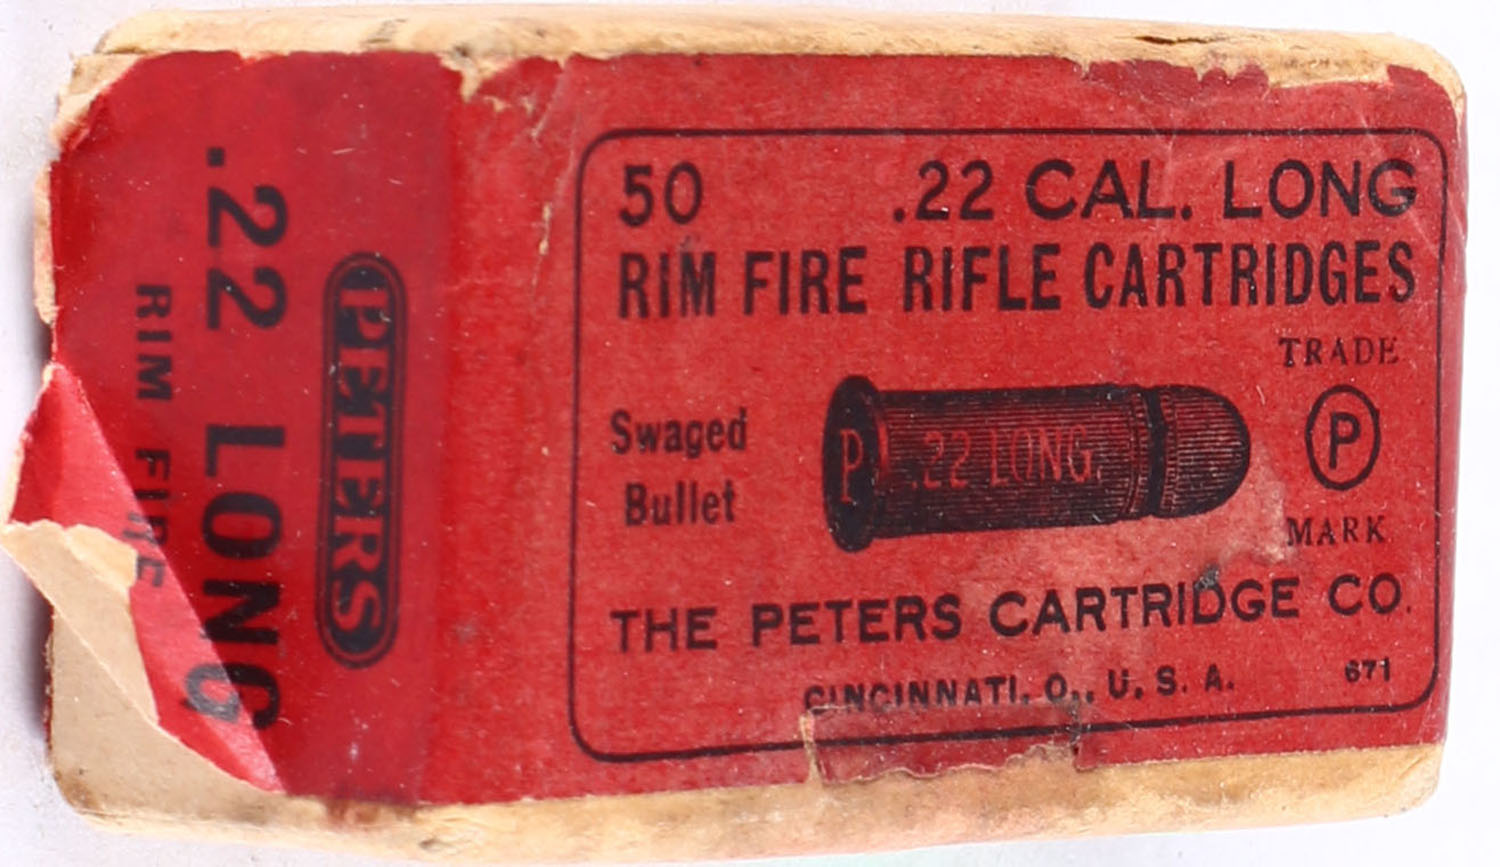 50 .22 CAL. LONG
RIM FIRE RIFLE CARTRIDGES
TRADE
P
MARK
Swaged
Bullet
P .22 LONG.
THE PETERS CARTRIDGE CO.
CINCINNATI, O., U. S. A.
671
PETERS
.22 LONG
RIM FIRE